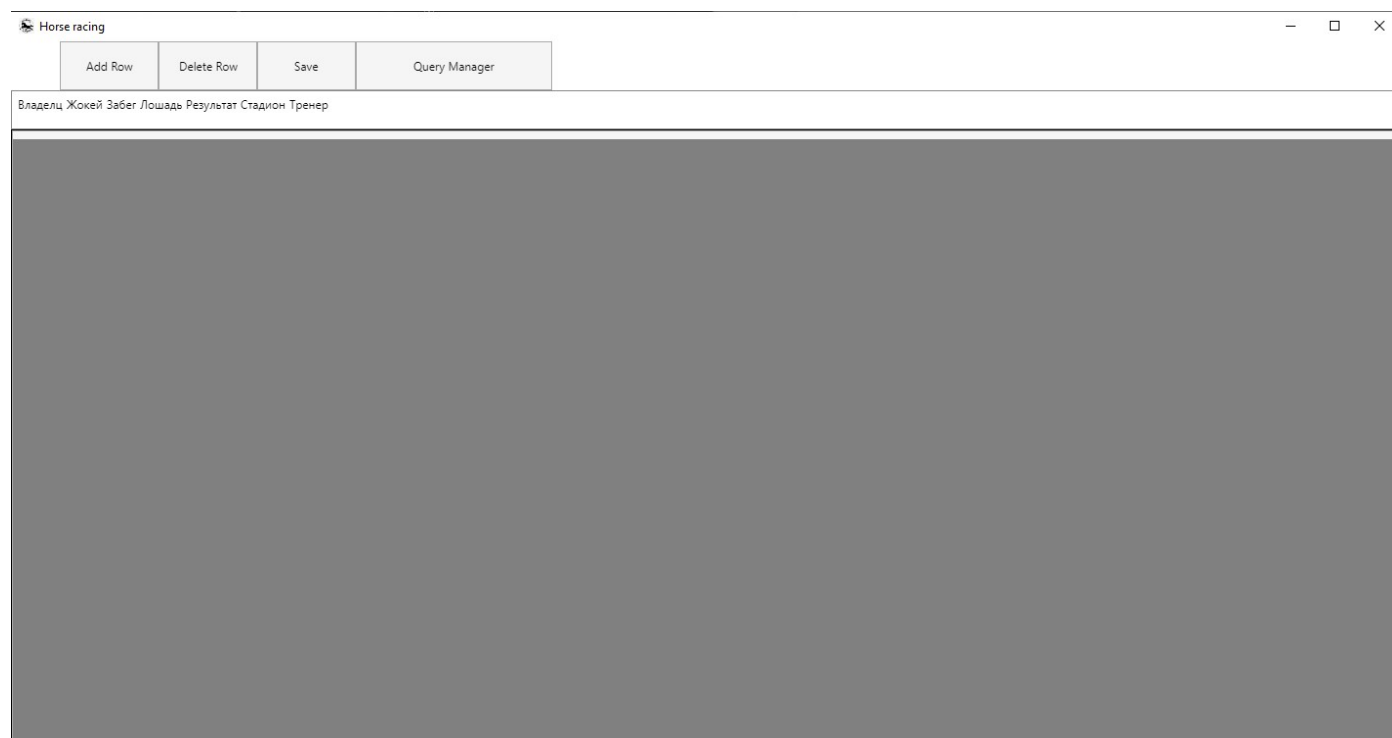 Horse racing
Add Row Delete Row Save Query Manager
Владелц Жокей Забег Лошадь Результат Стадион Тренер